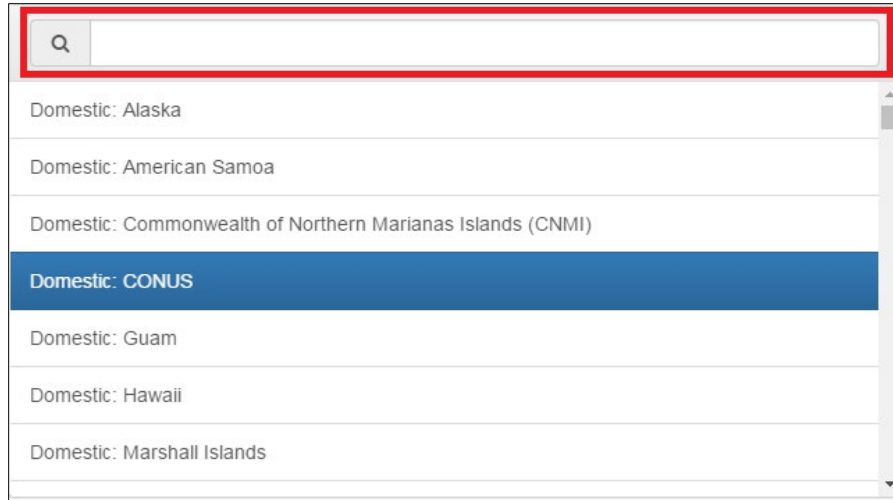 Domestic: Alaska
Domestic: American Samoa
Domestic: Commonwealth of Northern Marianas Islands (CNMI)
Domestic: CONUS
Domestic: Guam
Domestic: Hawaii
Domestic: Marshall Islands